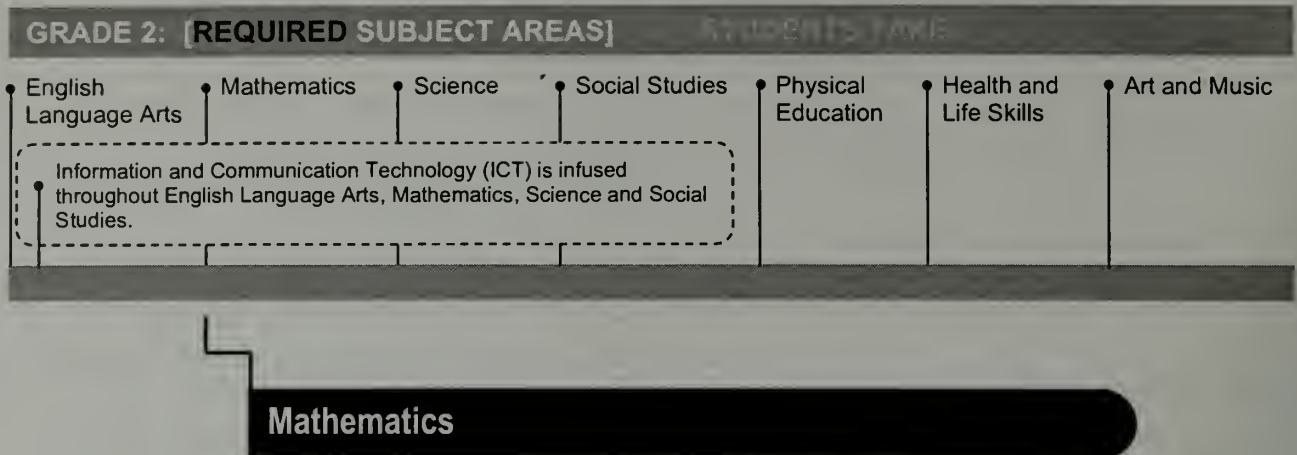 GRADE 2: [REQUIRED SUBJECT AREAS] STUDENTS TAKE
English
Language Arts
Mathematics
Science
Social Studies
Physical
Education
Health and
Life Skills
Art and Music
Information and Communication Technology (ICT) is infused
throughout English Language Arts, Mathematics, Science and Social
Studies.
Mathematics